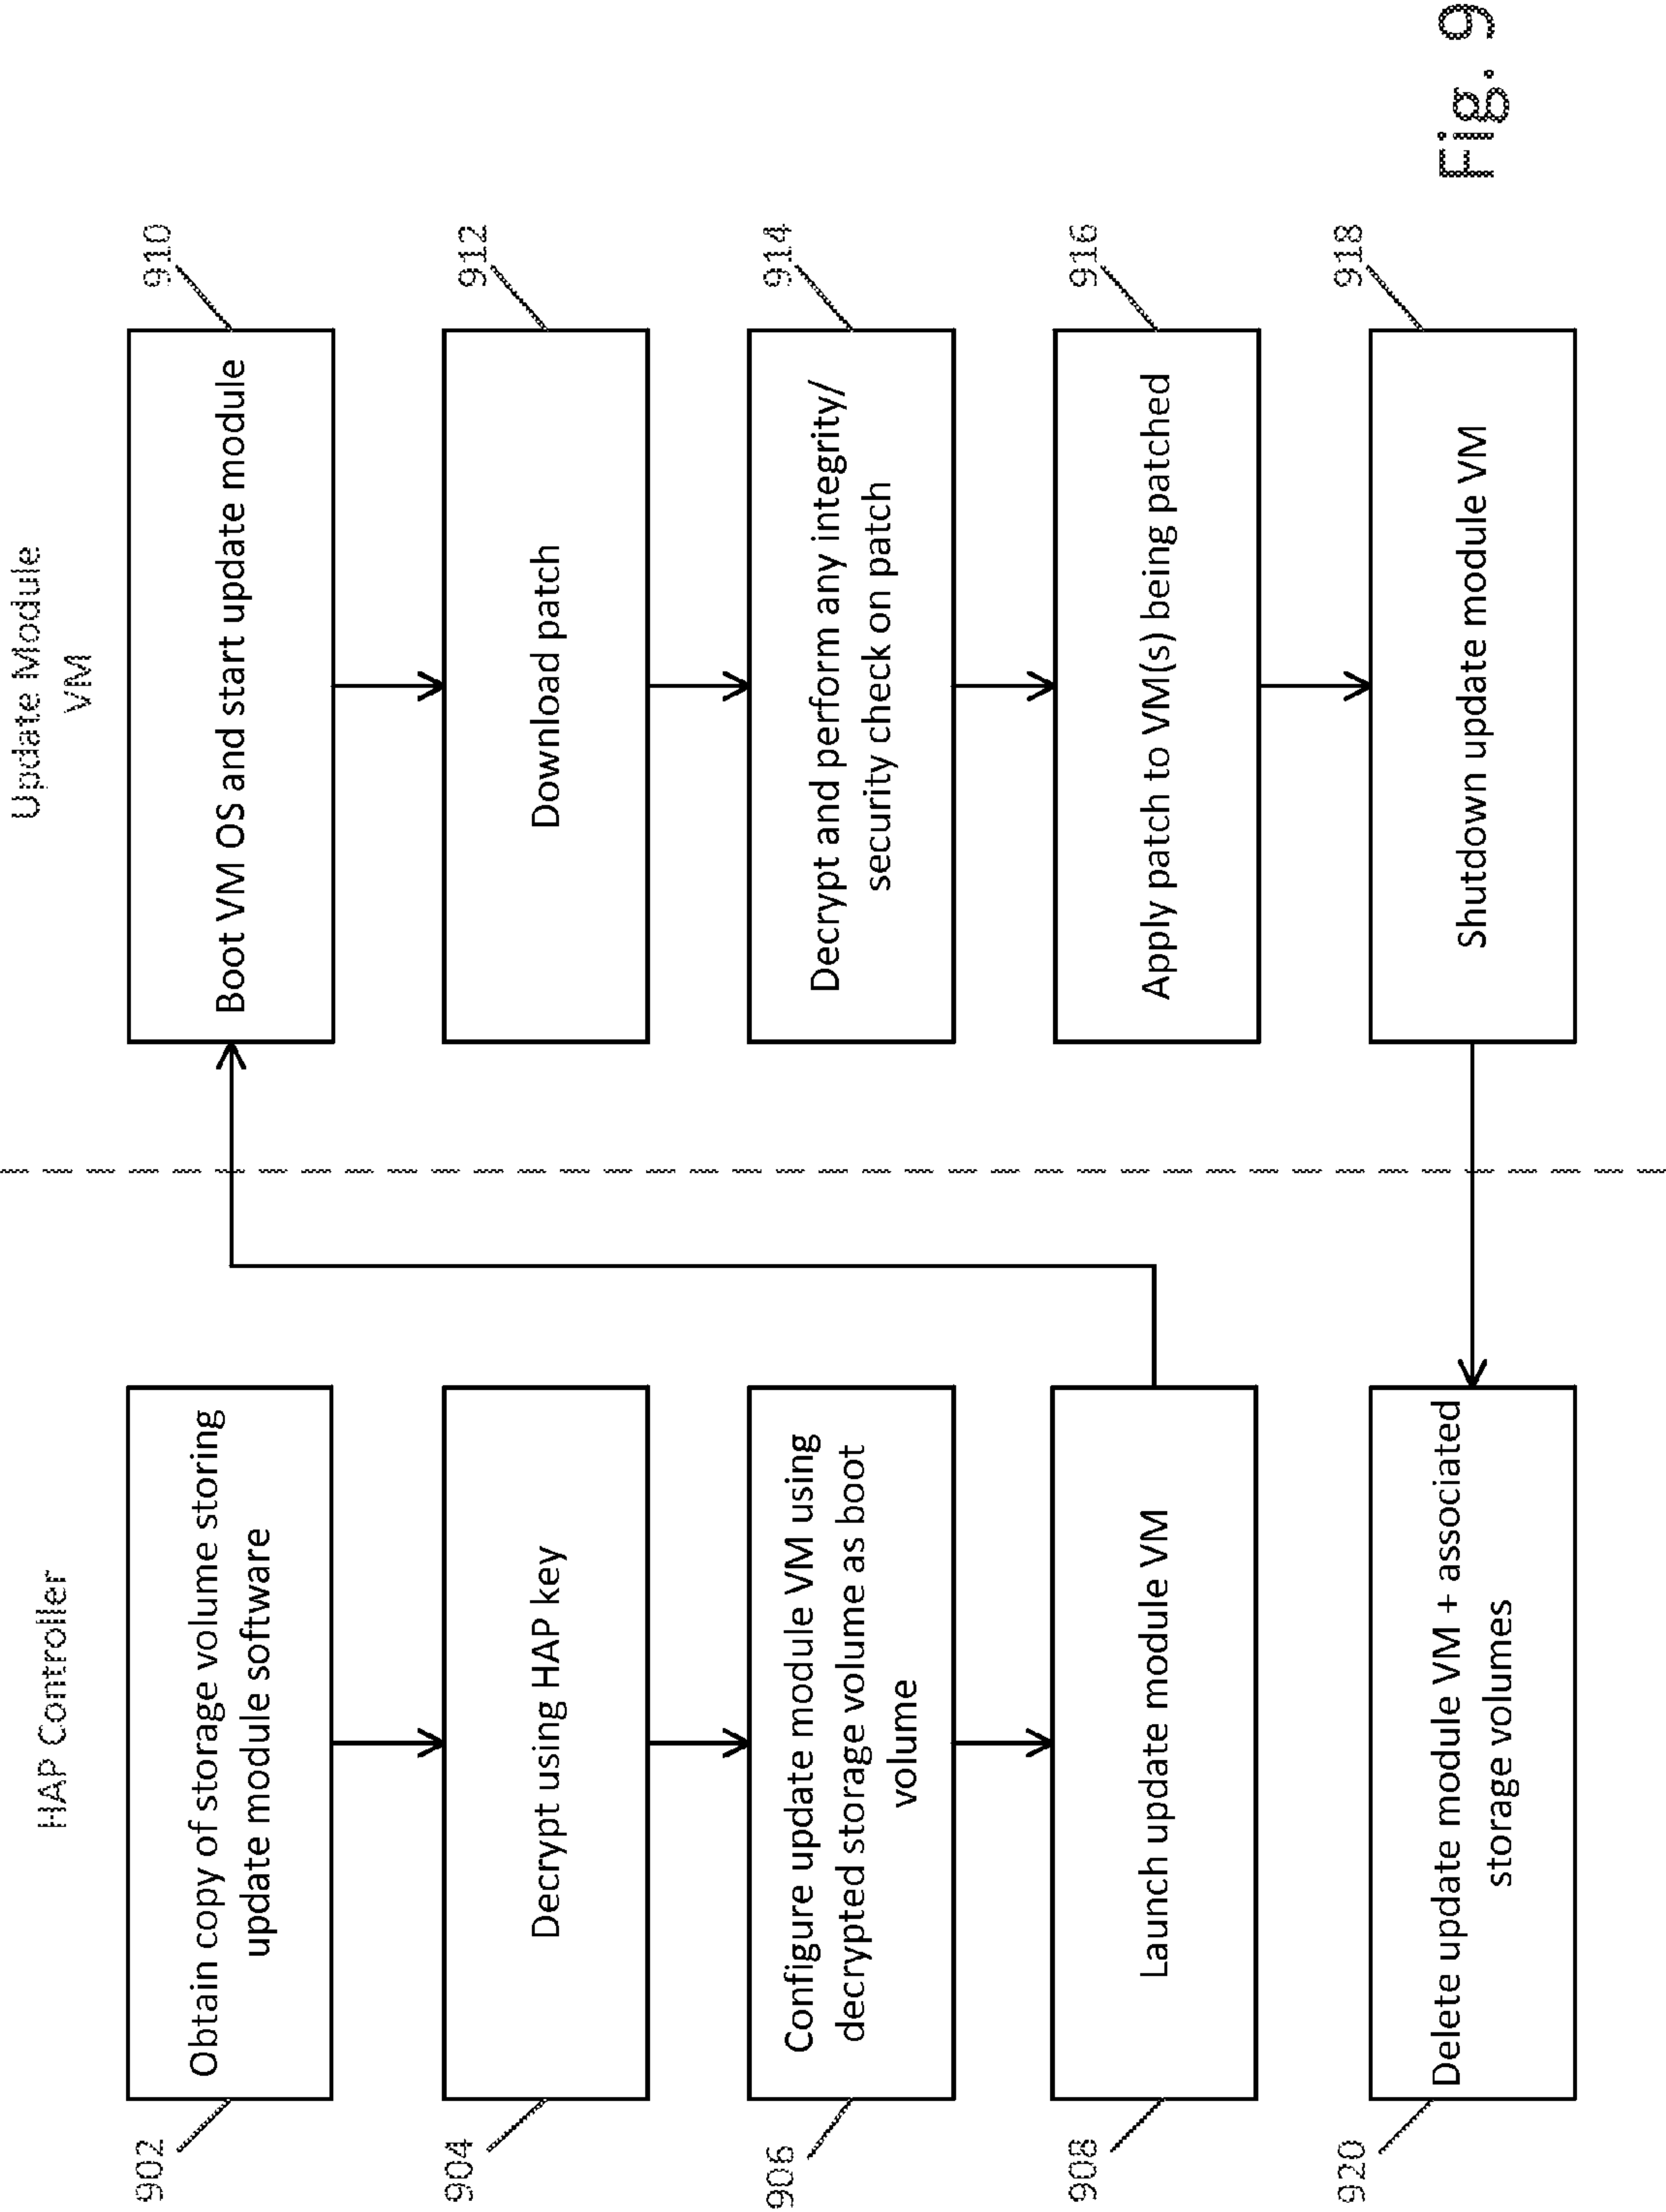 HAP Controller
Update Module
VM
902
Obtain copy of storage volume storing
update module software
904
Decrypt using HAP key
906
Configure update module VM using
decrypted storage volume as boot
volume
908
Launch update module VM
920
Delete update module VM + associated
storage volumes
910
Boot VM OS and start update module
912
Download patch
914
Decrypt and perform any integrity/
security check on patch
916
Apply patch to VM(s) being patched
918
Shutdown update module VM
Fig. 9